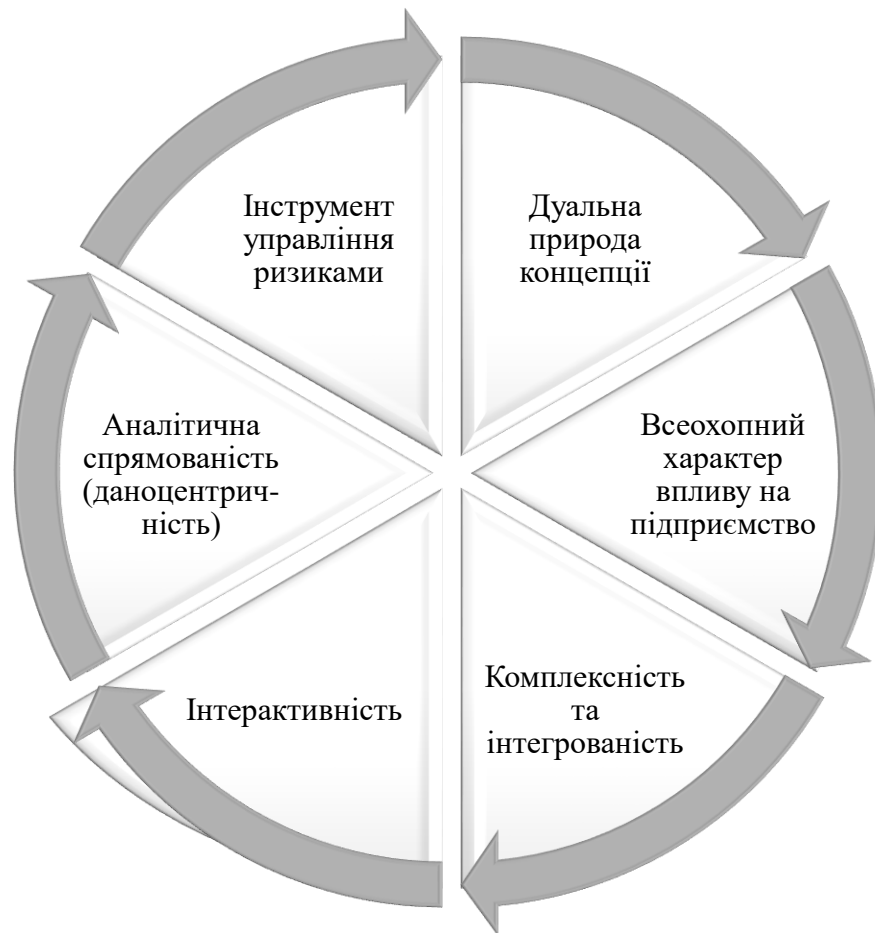 Інструмент
управління
ризиками
Дуальна
природа
концепції
Всеохопний
характер
впливу на
підприємство
Комплексність
та
інтегрованість
Інтерактивність
Аналітична
спрямованість
(даноцентрич-
ність)